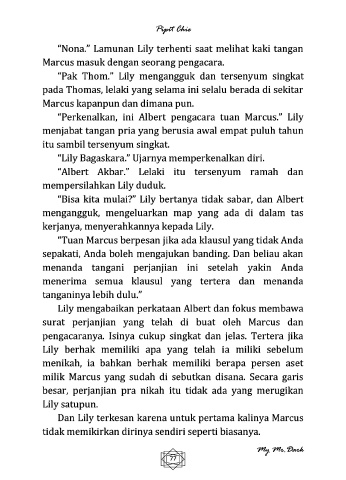 Pipit Chie
“Nona.” Lamunan Lily terhenti saat melihat kaki tangan
Marcus masuk dengan seorang pengacara.
“Pak Thom.” Lily mengangguk dan tersenyum singkat
pada Thomas, lelaki yang selama ini selalu berada di sekitar
Marcus kapanpun dan dimana pun.
“Perkenalkan, ini Albert pengacara tuan Marcus.” Lily
menjabat tangan pria yang berusia awal empat puluh tahun
itu sambil tersenyum singkat.
“Lily Bagaskara.” Ujarnya memperkenalkan diri.
“Albert Akbar.” Lelaki itu tersenyum ramah dan
mempersilahkan Lily duduk.
“Bisa kita mulai?” Lily bertanya tidak sabar, dan Albert
mengangguk, mengeluarkan map yang ada di dalam tas
kerjanya, menyerahkannya kepada Lily.
“Tuan Marcus berpesan jika ada klausul yang tidak Anda
sepakati, Anda boleh mengajukan banding. Dan beliau akan
menanda tangani perjanjian ini setelah yakin Anda
menerima semua klausul yang tertera dan menanda
tanganinya lebih dulu.”
Lily mengabaikan perkataan Albert dan fokus membawa
surat perjanjian yang telah di buat oleh Marcus dan
pengacaranya. Isinya cukup singkat dan jelas. Tertera jika
Lily berhak memiliki apa yang telah ia miliki sebelum
menikah, ia bahkan berhak memiliki berapa persen aset
milik Marcus yang sudah di sebutkan disana. Secara garis
besar, perjanjian pra nikah itu tidak ada yang merugikan
Lily satupun.
Dan Lily terkesan karena untuk pertama kalinya Marcus
tidak memikirkan dirinya sendiri seperti biasanya.
My Mr. Dark
77